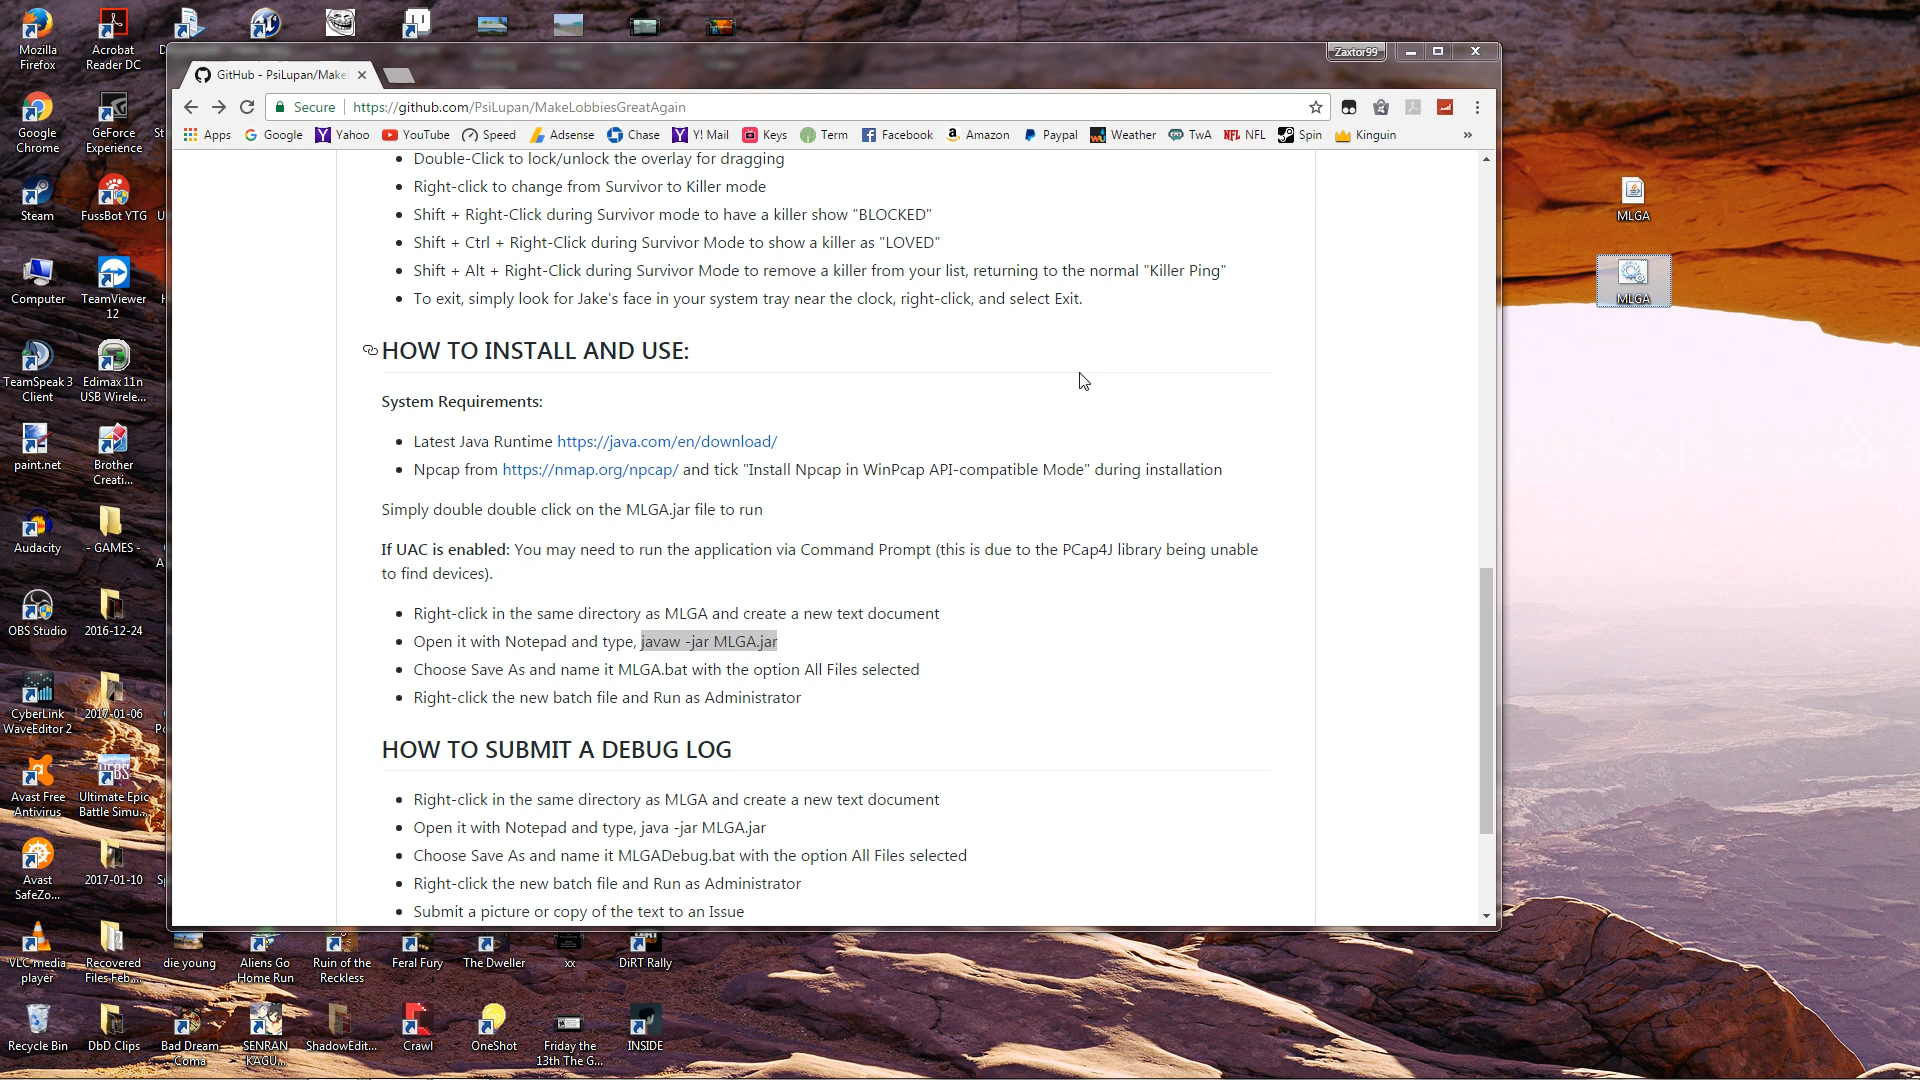 Mozilla Firefox
Acrobat Reader DC
Zaxtor99
GitHub - PsiLupan/Make
Secure
https://github.com/PsiLupan/MakeLobbiesGreatAgain
Apps Google Yahoo YouTube Speed Adsense Chase Y! Mail Keys Term Facebook Amazon Paypal Weather TwA NFL Spin Kinguin »
Google Chrome
GeForce Experience
Steam
FussBot YTG
Computer
TeamViewer 12
TeamSpeak 3 Client
Edimax 11n USB Wirele...
paint.net
Brother Creati...
Audacity
- GAMES -
OBS Studio
2016-12-24
CyberLink WaveEditor 2
2017-01-06
Avast Free Antivirus
Ultimate Epic Battle Simu...
Avast SafeZo...
2017-01-10
Double-Click to lock/unlock the overlay for dragging
Right-click to change from Survivor to Killer mode
Shift + Right-Click during Survivor mode to have a killer show "BLOCKED"
Shift + Ctrl + Right-Click during Survivor Mode to show a killer as "LOVED"
Shift + Alt + Right-Click during Survivor Mode to remove a killer from your list, returning to the normal "Killer Ping"
To exit, simply look for Jake's face in your system tray near the clock, right-click, and select Exit.
HOW TO INSTALL AND USE:
System Requirements:
Latest Java Runtime https://java.com/en/download/
Npcap from https://nmap.org/npcap/ and tick "Install Npcap in WinPcap API-compatible Mode" during installation
Simply double double click on the MLGA.jar file to run
If UAC is enabled: You may need to run the application via Command Prompt (this is due to the PCap4J library being unable
to find devices).
Right-click in the same directory as MLGA and create a new text document
Open it with Notepad and type, javaw -jar MLGA.jar
Choose Save As and name it MLGA.bat with the option All Files selected
Right-click the new batch file and Run as Administrator
HOW TO SUBMIT A DEBUG LOG
Right-click in the same directory as MLGA and create a new text document
Open it with Notepad and type, java -jar MLGA.jar
Choose Save As and name it MLGADebug.bat with the option All Files selected
Right-click the new batch file and Run as Administrator
Submit a picture or copy of the text to an Issue
MLGA
MLGA
VLC media player
Recovered Files-Feb...
die young
Aliens Go Home Run
Ruin of the Reckless
Feral Fury
The Dweller
xx
DiRT Rally
Recycle Bin
DbD Clips
Bad Dream Coma
SENRAN KAGU...
ShadowEdit...
Crawl
OneShot
Friday the 13th The G...
INSIDE